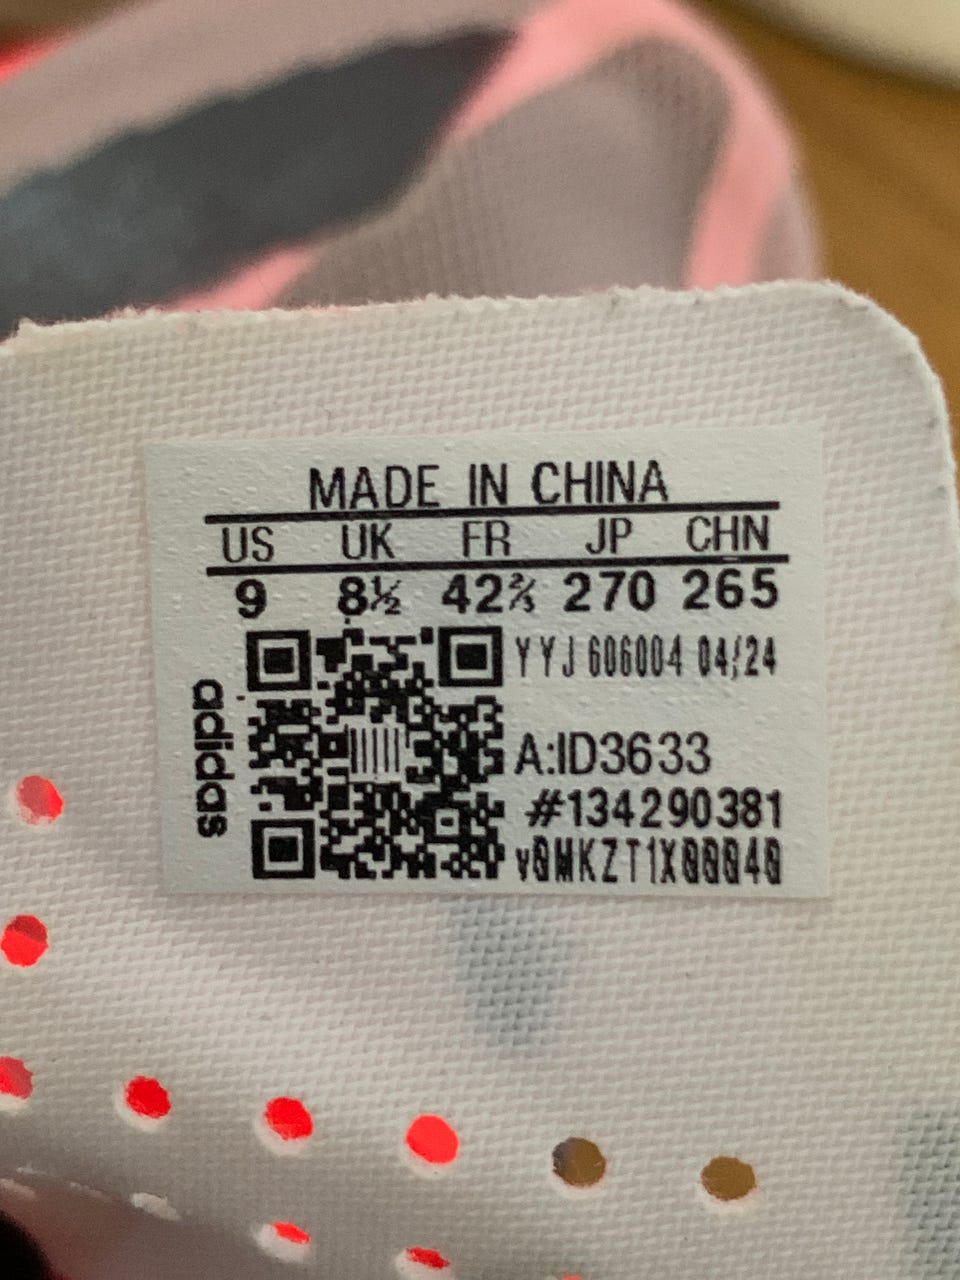 MADE IN CHINA
US UK FR JP CHN
9 8½ 42⅔ 270 265
YYJ 606004 04/24
adidas
A:ID3633
#134290381
v0MKZT1X00040